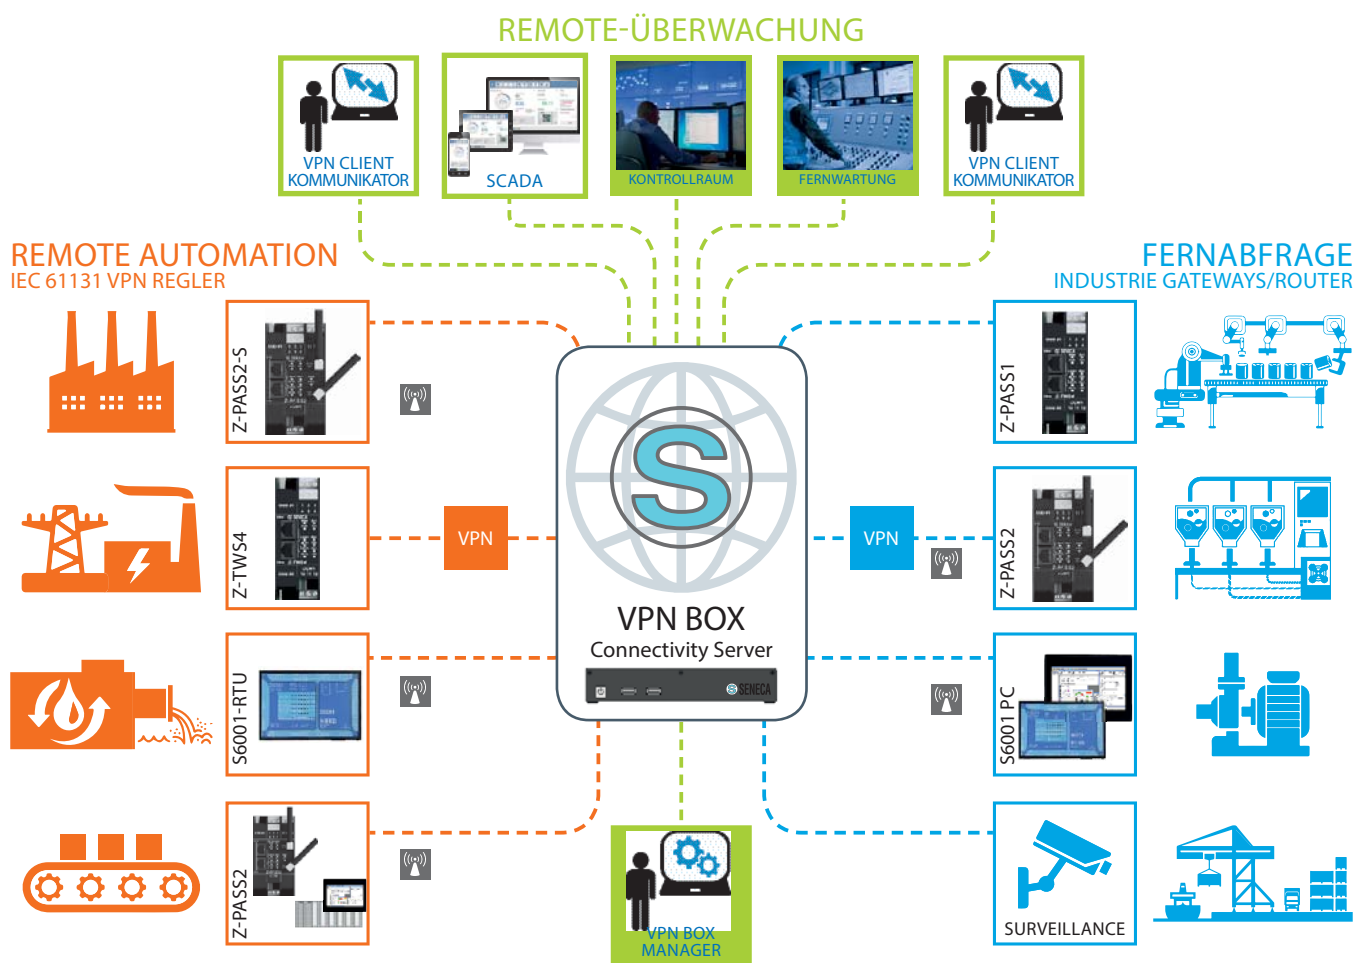 REMOTE-ÜBERWACHUNG
VPN CLIENT
KOMMUNIKATOR
SCADA
KONTROLLRAUM
FERNWARTUNG
VPN CLIENT
KOMMUNIKATOR
REMOTE AUTOMATION
IEC 61131 VPN REGLER
FERNABFRAGE
INDUSTRIE GATEWAYS/ROUTER
Z-PASS2-S
Z-PASS1
S
Z-TWS4
VPN
VPN
Z-PASS2
VPN BOX
Connectivity Server
S SENECA
S6001-RTU
S6001 PC
Z-PASS2
VPN BOX
MANAGER
SURVEILLANCE